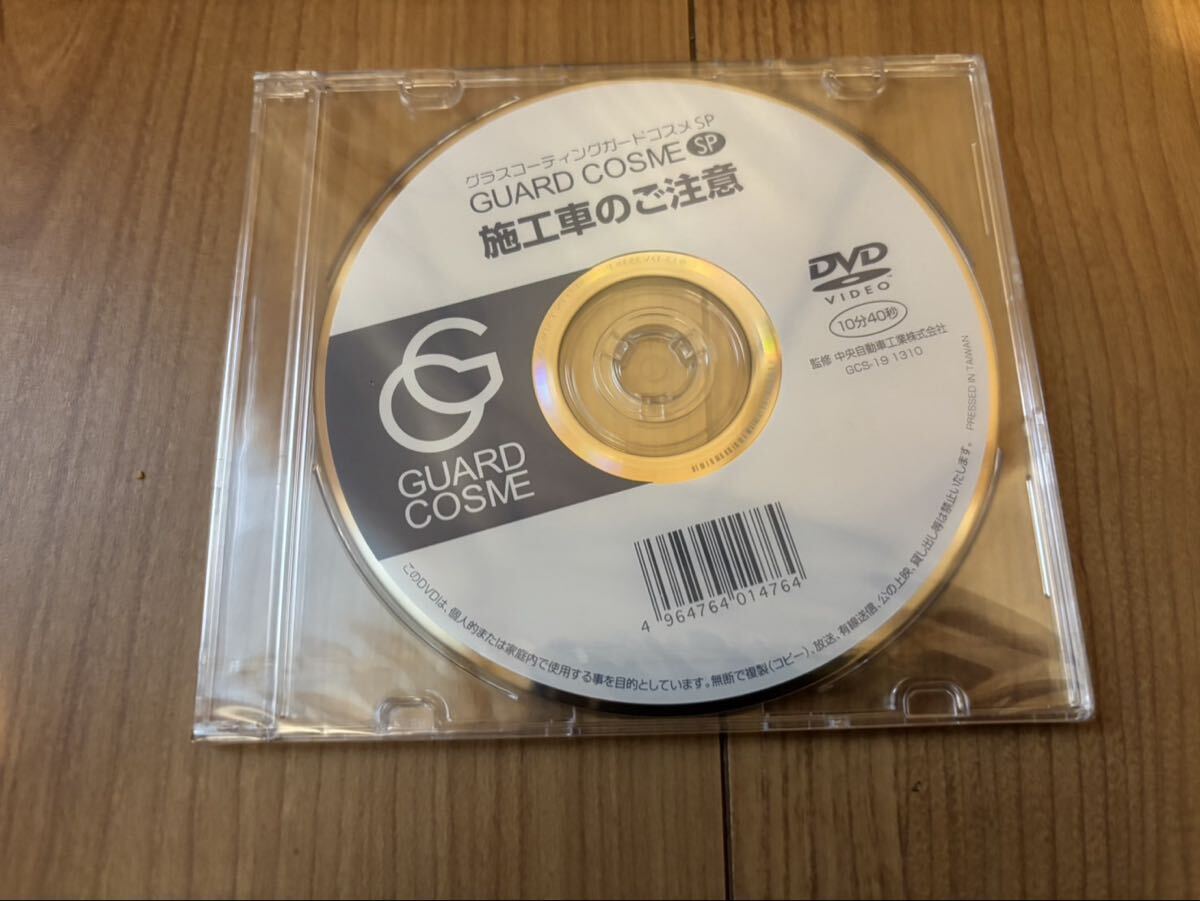 グラスコーティングガードコスメSP
GUARD COSME SP
施工車のご注意
DVD
VIDEO
10分40秒
監修 中央自動車工業株式会社
GCS-19 1310
GUARD
COSME
4 964764 014764
このDVDは、個人的または家庭内で使用する事を目的としています。無断で複製(コピー)、放送、有線送信、公の上映、貸し出し等は禁止いたします。 PRESSED IN TAIWAN